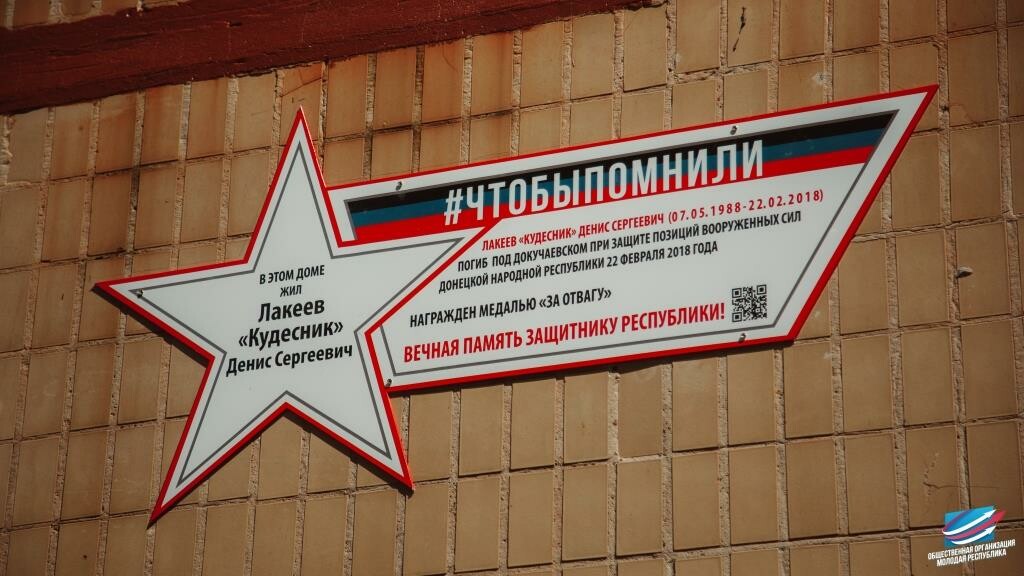 В ЭТОМ ДОМЕ
ЖИЛ
Лакеев
«Кудесник»
Денис Сергеевич
#ЧТОБЫПОМНИЛИ
ЛАКЕЕВ «КУДЕСНИК» ДЕНИС СЕРГЕЕВИЧ (07.05.1988-22.02.2018)
ПОГИБ ПОД ДОКУЧАЕВСКОМ ПРИ ЗАЩИТЕ ПОЗИЦИЙ ВООРУЖЕННЫХ СИЛ
ДОНЕЦКОЙ НАРОДНОЙ РЕСПУБЛИКИ 22 ФЕВРАЛЯ 2018 ГОДА
НАГРАЖДЕН МЕДАЛЬЮ «ЗА ОТВАГУ»
ВЕЧНАЯ ПАМЯТЬ ЗАЩИТНИКУ РЕСПУБЛИКИ!
ОБЩЕСТВЕННАЯ ОРГАНИЗАЦИЯ
МОЛОДАЯ РЕСПУБЛИКА